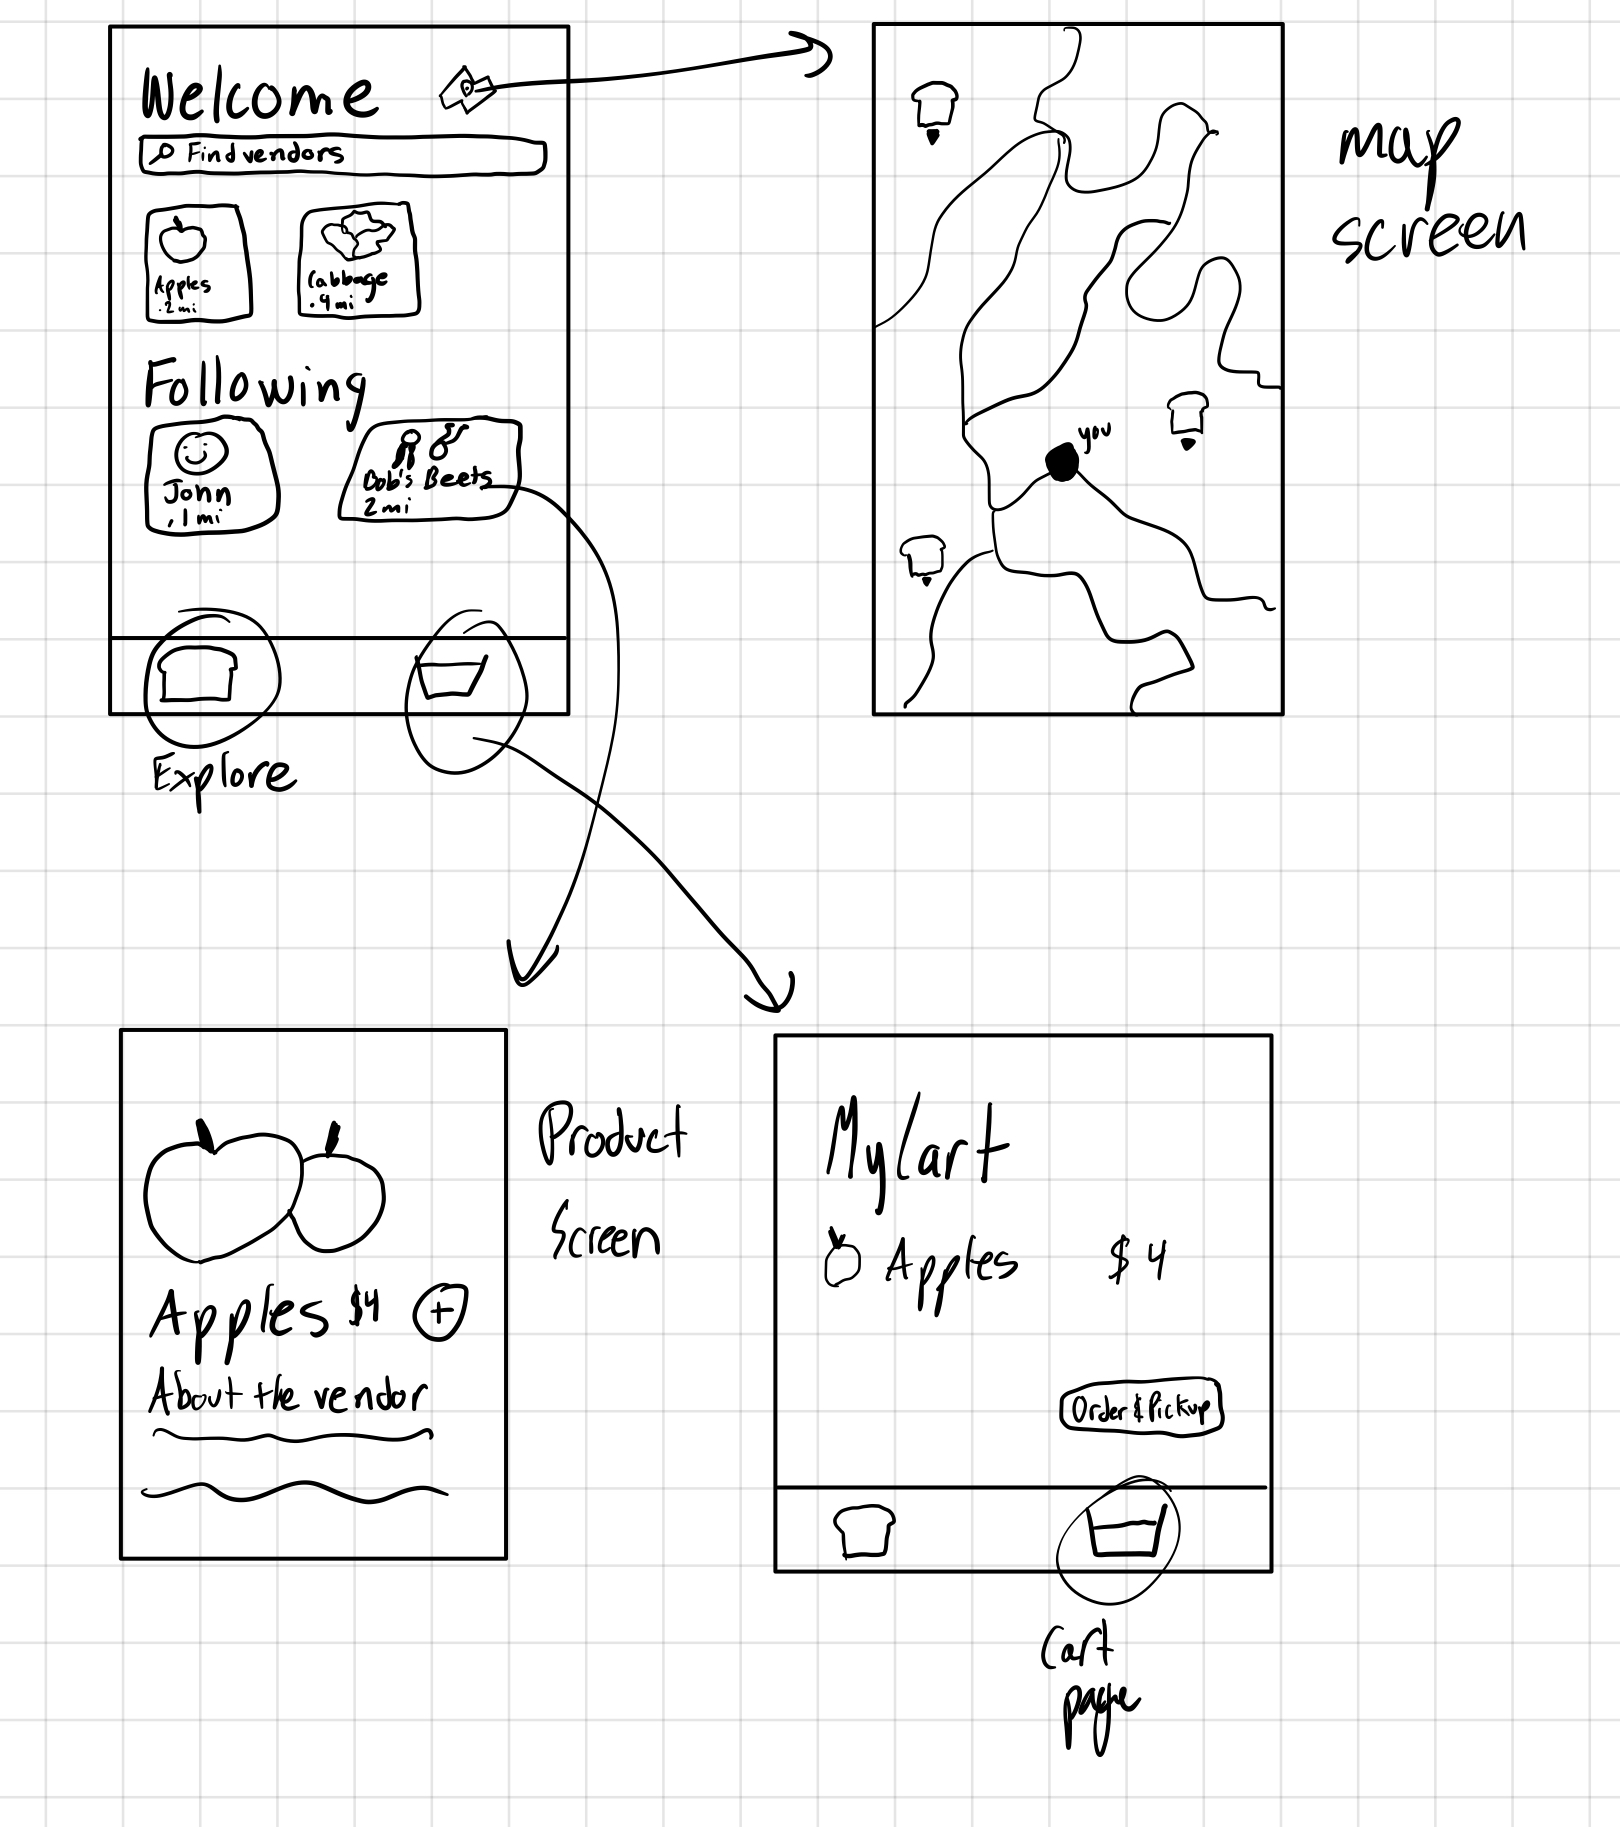 Welcome
Find vendors
Apples
.2 mi
Cabbage
.4 mi
Following
John
.1 mi
Bob's Beets
2 mi
Explore
you
map
screen
Apples $4 +
About the vendor
Product
Screen
My Cart
Apples $4
Order & Pickup
Cart
page